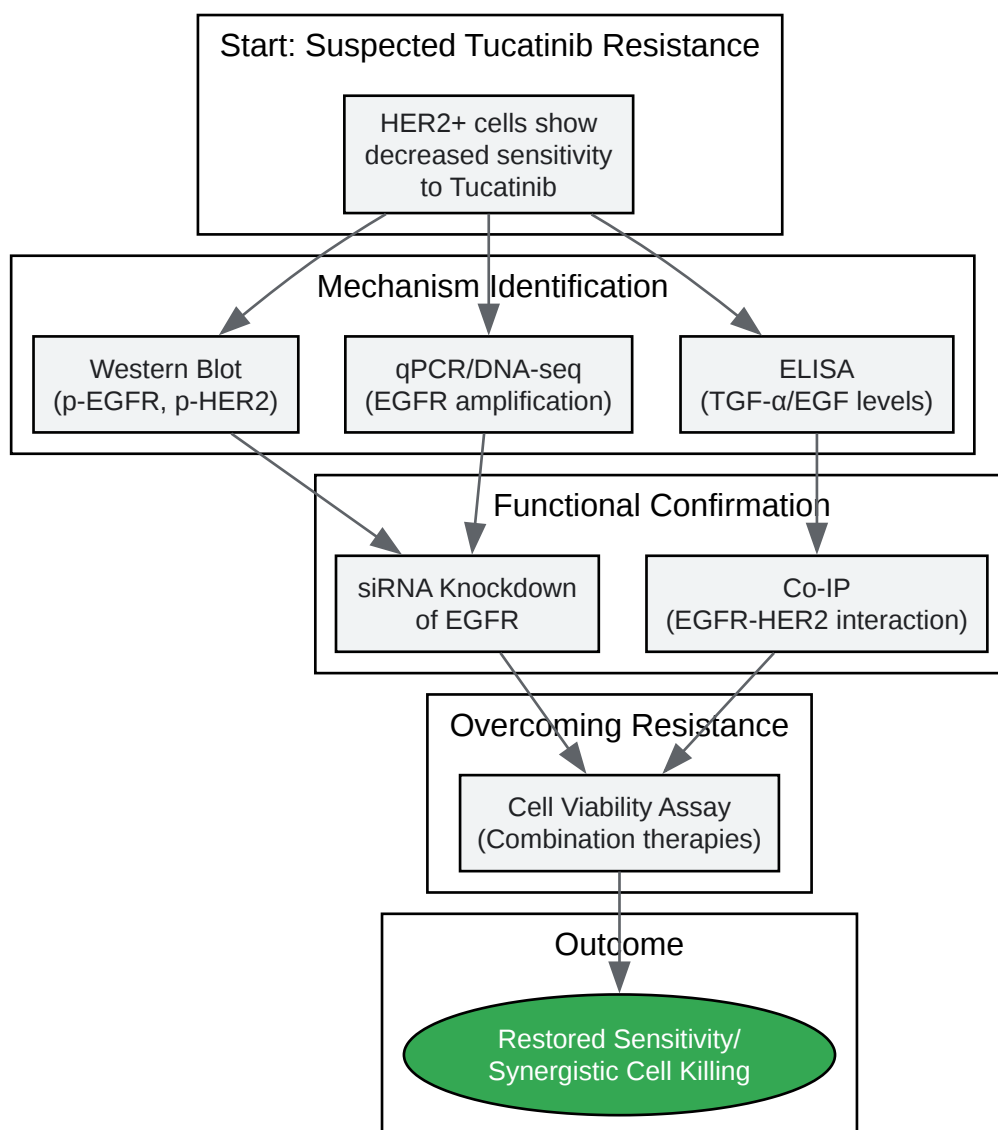 Start: Suspected Tucatinib Resistance
HER2+ cells show
decreased sensitivity
to Tucatinib
Mechanism Identification
Western Blot
(p-EGFR, p-HER2)
qPCR/DNA-seq
(EGFR amplification)
ELISA
(TGF-α/EGF levels)
Functional Confirmation
siRNA Knockdown
of EGFR
Co-IP
(EGFR-HER2 interaction)
Overcoming Resistance
Cell Viability Assay
(Combination therapies)
Outcome
Restored Sensitivity/
Synergistic Cell Killing